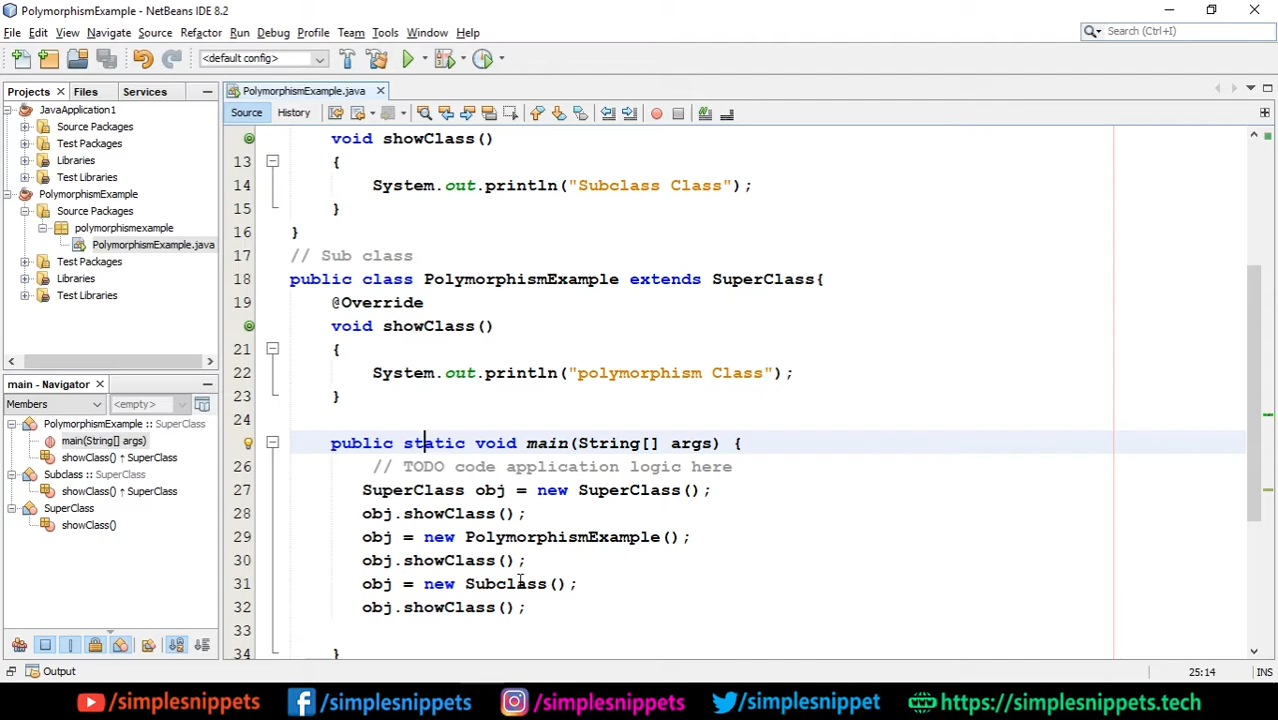 PolymorphismExample - NetBeans IDE 8.2
File Edit View Navigate Source Refactor Run Debug Profile Team Tools Window Help
Search (Ctrl+I)
<default config>
Projects Files Services
PolymorphismExample.java
Source History
JavaApplication1
Source Packages
Test Packages
Libraries
Test Libraries
PolymorphismExample
Source Packages
polymorphismexample
PolymorphismExample.java
Test Packages
Libraries
Test Libraries
main - Navigator
Members
<empty>
PolymorphismExample :: SuperClass
main(String[] args)
showClass() ↑ SuperClass
Subclass :: SuperClass
showClass() ↑ SuperClass
SuperClass
showClass()
void showClass()
13 {
14 System.out.println("Subclass Class");
15 }
16 }
17 // Sub class
18 public class PolymorphismExample extends SuperClass{
19 @Override
void showClass()
21 {
22 System.out.println("polymorphism Class");
23 }
24
public static void main(String[] args) {
26 // TODO code application logic here
27 SuperClass obj = new SuperClass();
28 obj.showClass();
29 obj = new PolymorphismExample();
30 obj.showClass();
31 obj = new Subclass();
32 obj.showClass();
33
34 }
Output
25:14 INS
/simplesnippets /simplesnippets /simplesnippets /simplesnippets https://simplesnippets.tech